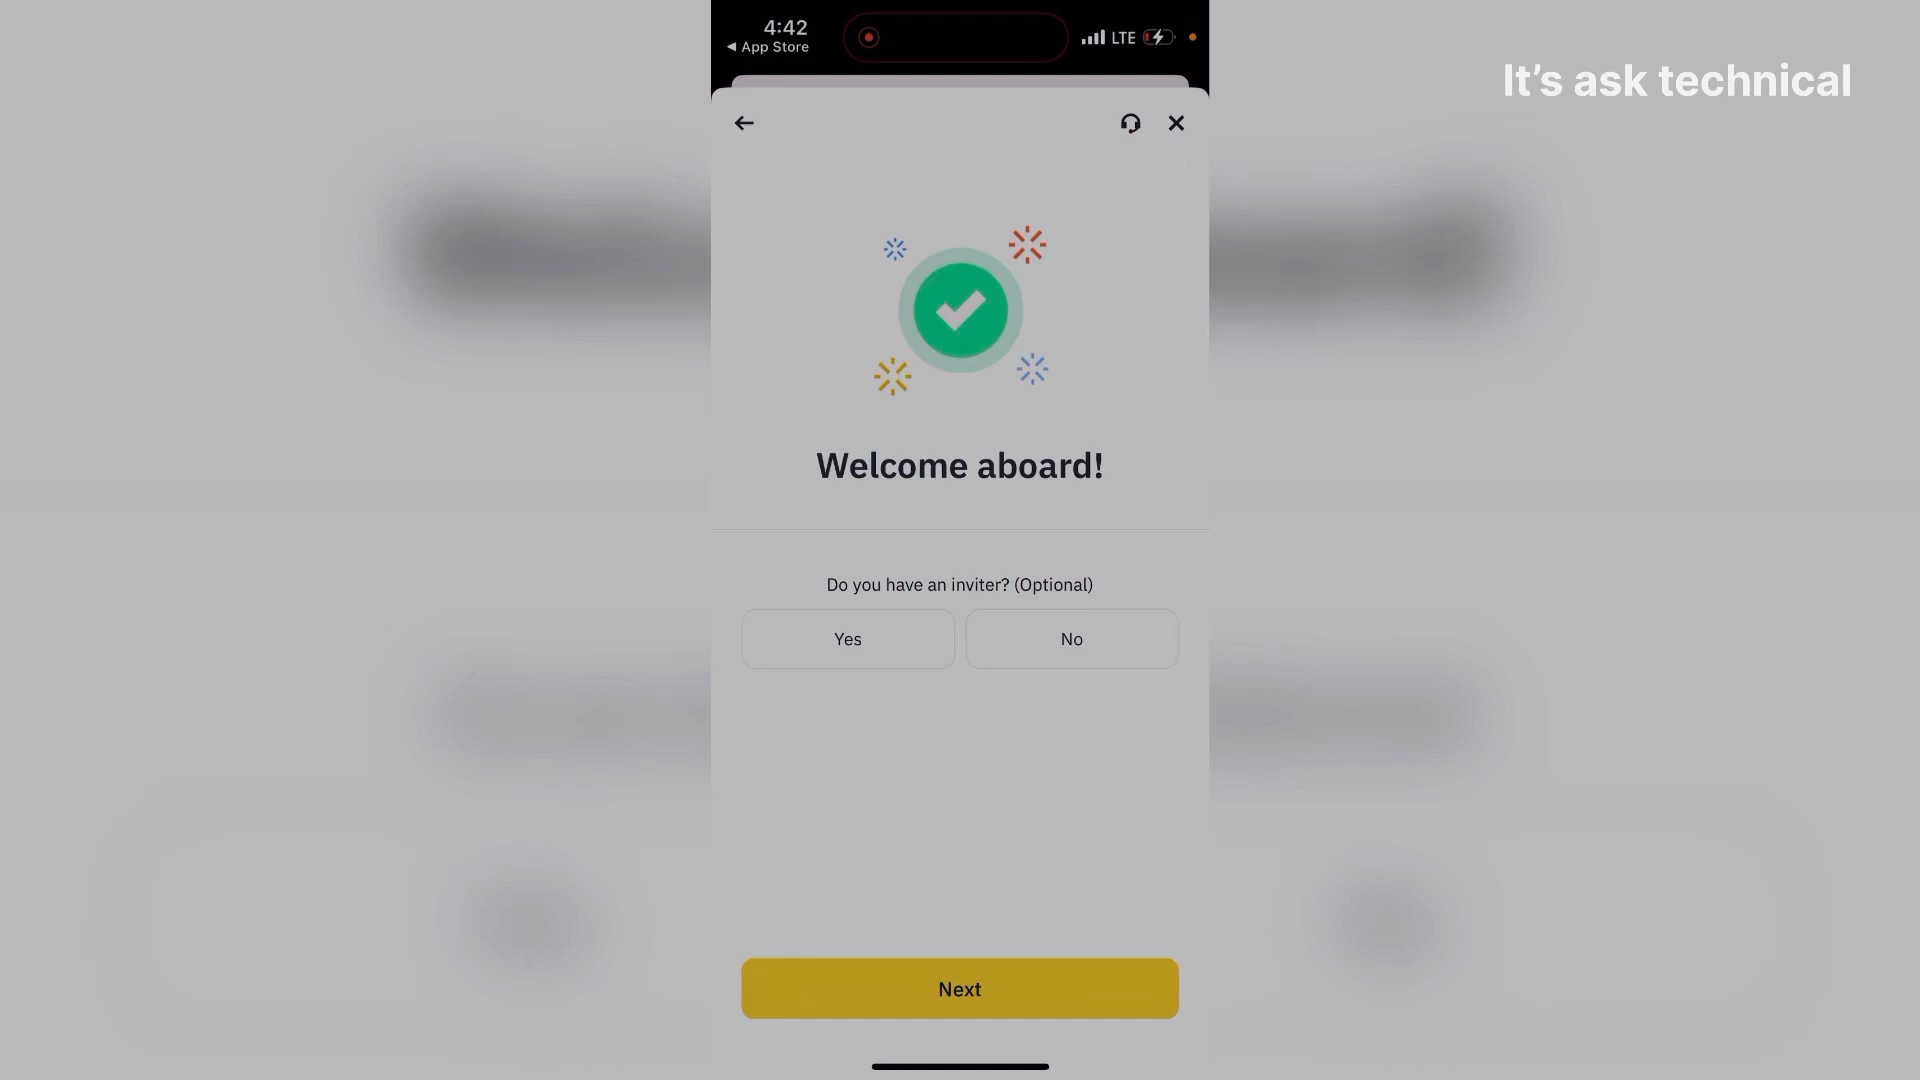 4:42
◀ App Store
LTE
It's ask technical
Welcome aboard!
Do you have an inviter? (Optional)
Yes
No
Next